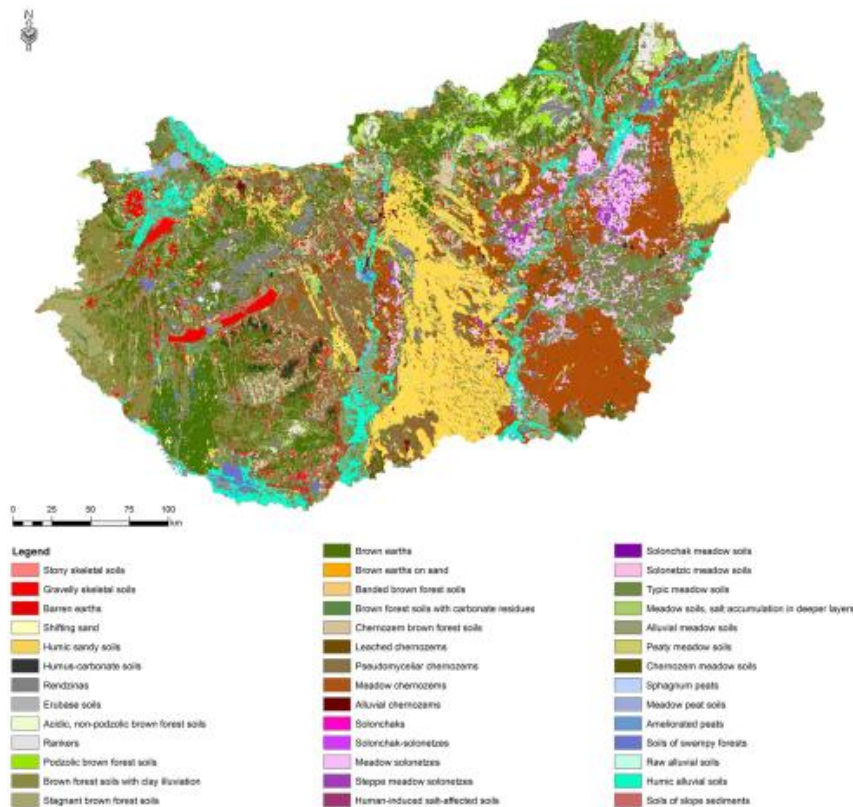 N
0 25 50 75 100
km
Legend
Stony skeletal soils
Gravelly skeletal soils
Barren earths
Shifting sand
Humic sandy soils
Humus-carbonate soils
Rendzinas
Erubase soils
Acidic, non-podzolic brown forest soils
Rankers
Podzolic brown forest soils
Brown forest soils with clay illuviation
Stagnant brown forest soils
Brown earths
Brown earths on sand
Banded brown forest soils
Brown forest soils with carbonate residues
Chernozem brown forest soils
Leached chernozems
Pseudomyceliar chernozems
Meadow chernozems
Alluvial chernozems
Solonchaks
Solonchak-solonetzes
Meadow solonetzes
Steppe meadow solonetzes
Human-induced salt-affected soils
Solonchak meadow soils
Solonetzic meadow soils
Typic meadow soils
Meadow soils, salt accumulation in deeper layers
Alluvial meadow soils
Peaty meadow soils
Chernozem meadow soils
Sphagnum peats
Meadow peat soils
Ameliorated peats
Soils of swampy forests
Raw alluvial soils
Humic alluvial soils
Soils of slope sediments